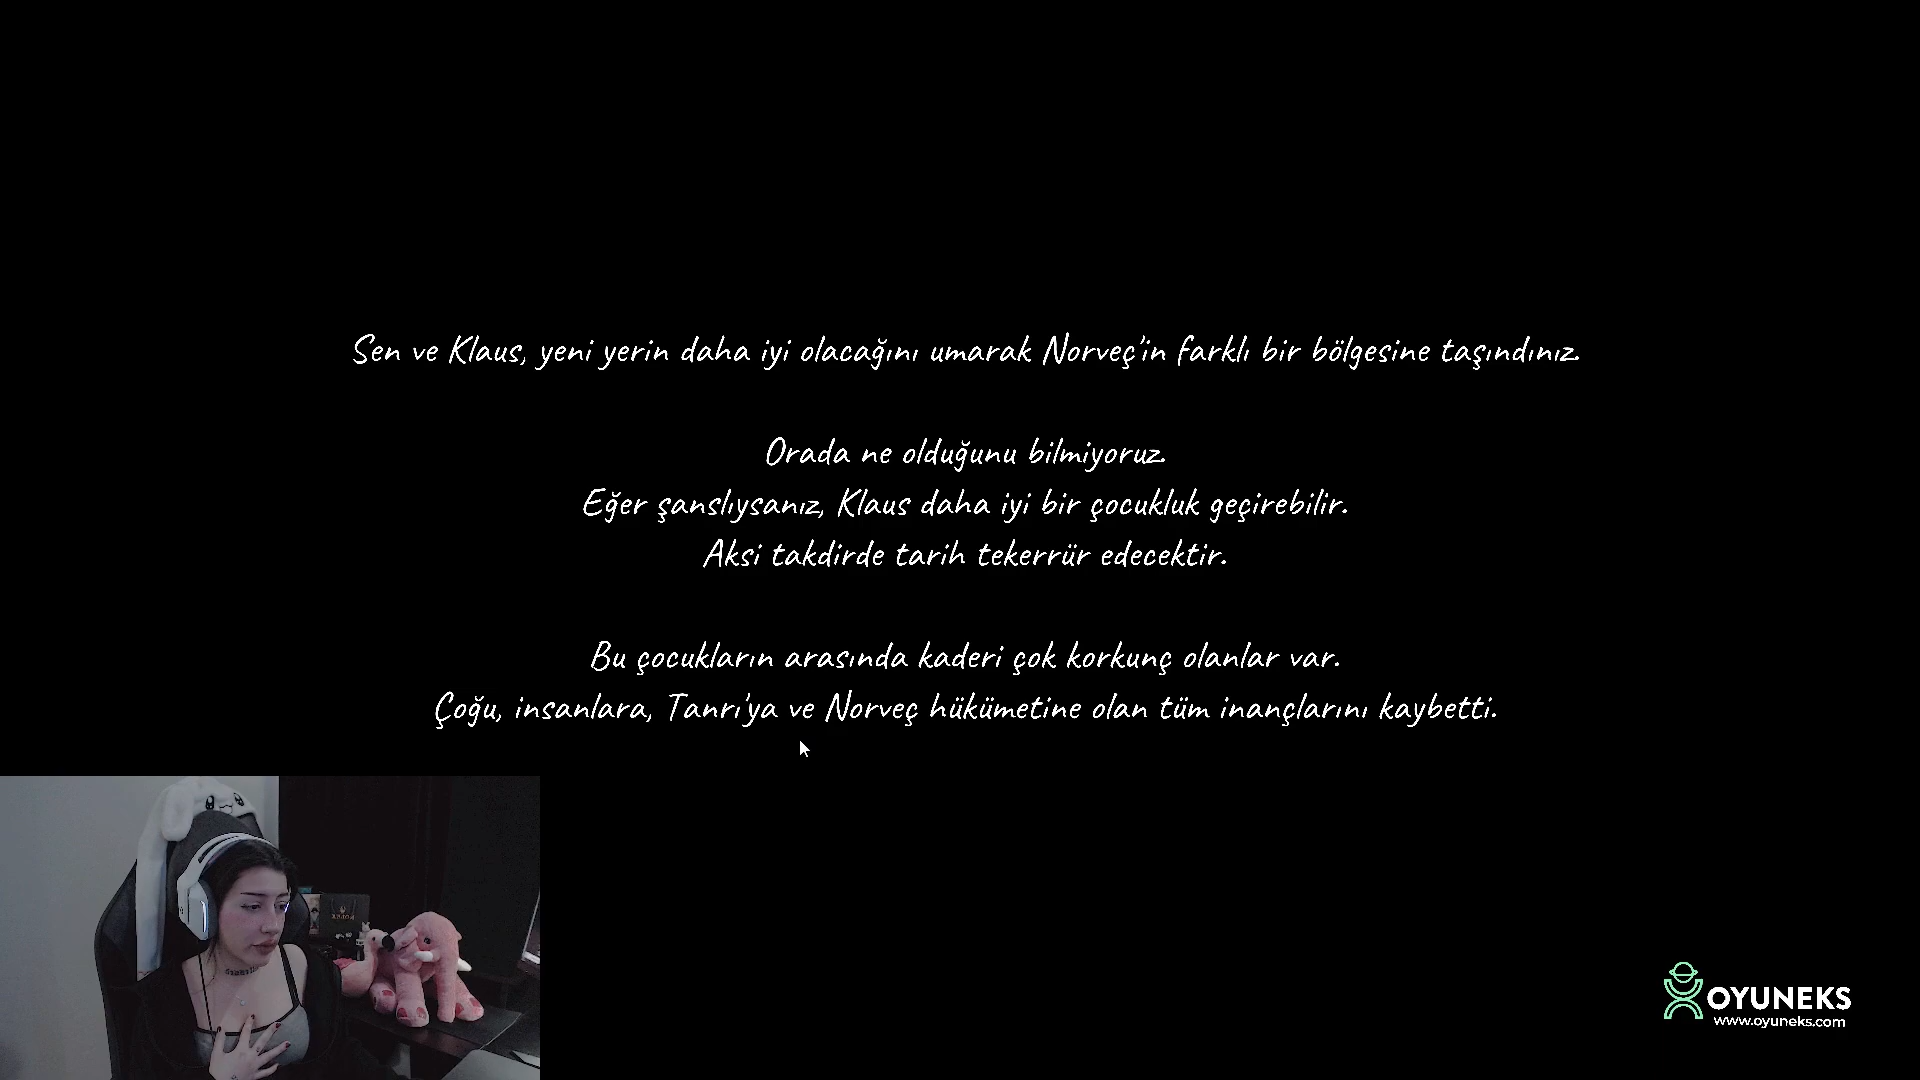 Sen ve Klaus, yeni yerin daha iyi olacağını umarak Norveç'in farklı bir bölgesine taşındınız.
Orada ne olduğunu bilmiyoruz.
Eğer şanslıysanız, Klaus daha iyi bir çocukluk geçirebilir.
Aksi takdirde tarih tekerrür edecektir.
Bu çocukların arasında kaderi çok korkunç olanlar var.
Çoğu, insanlara, Tanrı'ya ve Norveç hükümetine olan tüm inançlarını kaybetti.
OYUNEKS
www.oyuneks.com